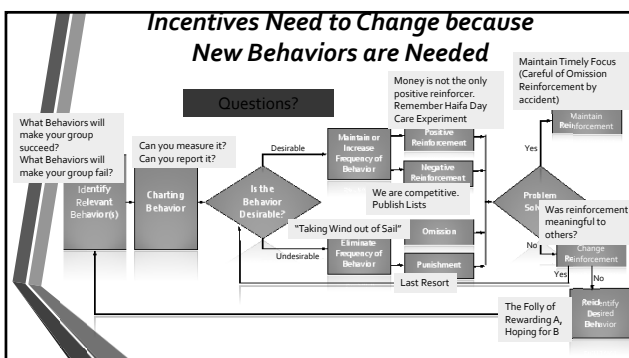 Incentives Need to Change because
New Behaviors are Needed
Questions?
What Behaviors will
make your group
succeed?
What Behaviors will
make your group fail?
Identify
Relevant
Behavior(s)
Can you measure it?
Can you report it?
Charting
Behavior
Is the
Behavior
Desirable?
Desirable
Undesirable
Maintain or
Increase
Frequency of
Behavior
"Taking Wind out of Sail"
Eliminate
Frequency of
Behavior
Money is not the only
positive reinforcer.
Remember Haifa Day
Care Experiment
Positive
Reinforcement
Negative
Reinforcement
We are competitive.
Publish Lists
Omission
Punishment
Last Resort
Problem
Maintain Timely Focus
(Careful of Omission
Reinforcement by
accident)
Maintain
Reinforcement
Yes
Was reinforcement
meaningful to
others?
No
Change
Reinforcement
Yes
No
The Folly of
Rewarding A,
Hoping for B
Behavior